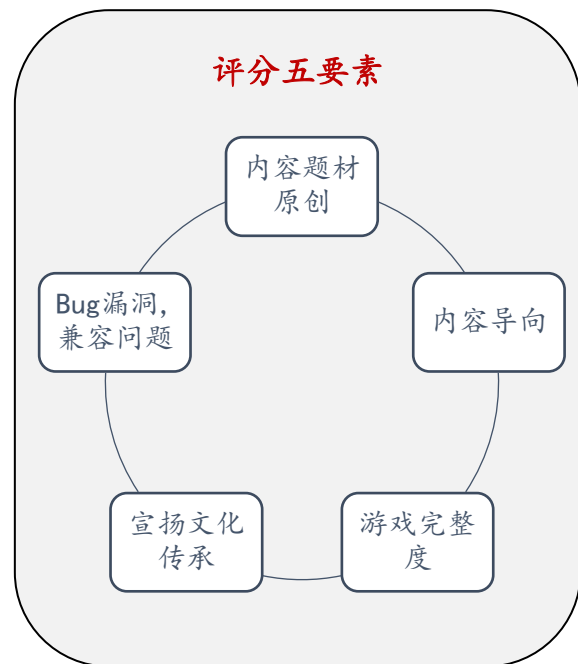 评分五要素
内容题材
原创
内容导向
游戏完整
度
宣扬文化
传承
Bug漏洞,
兼容问题